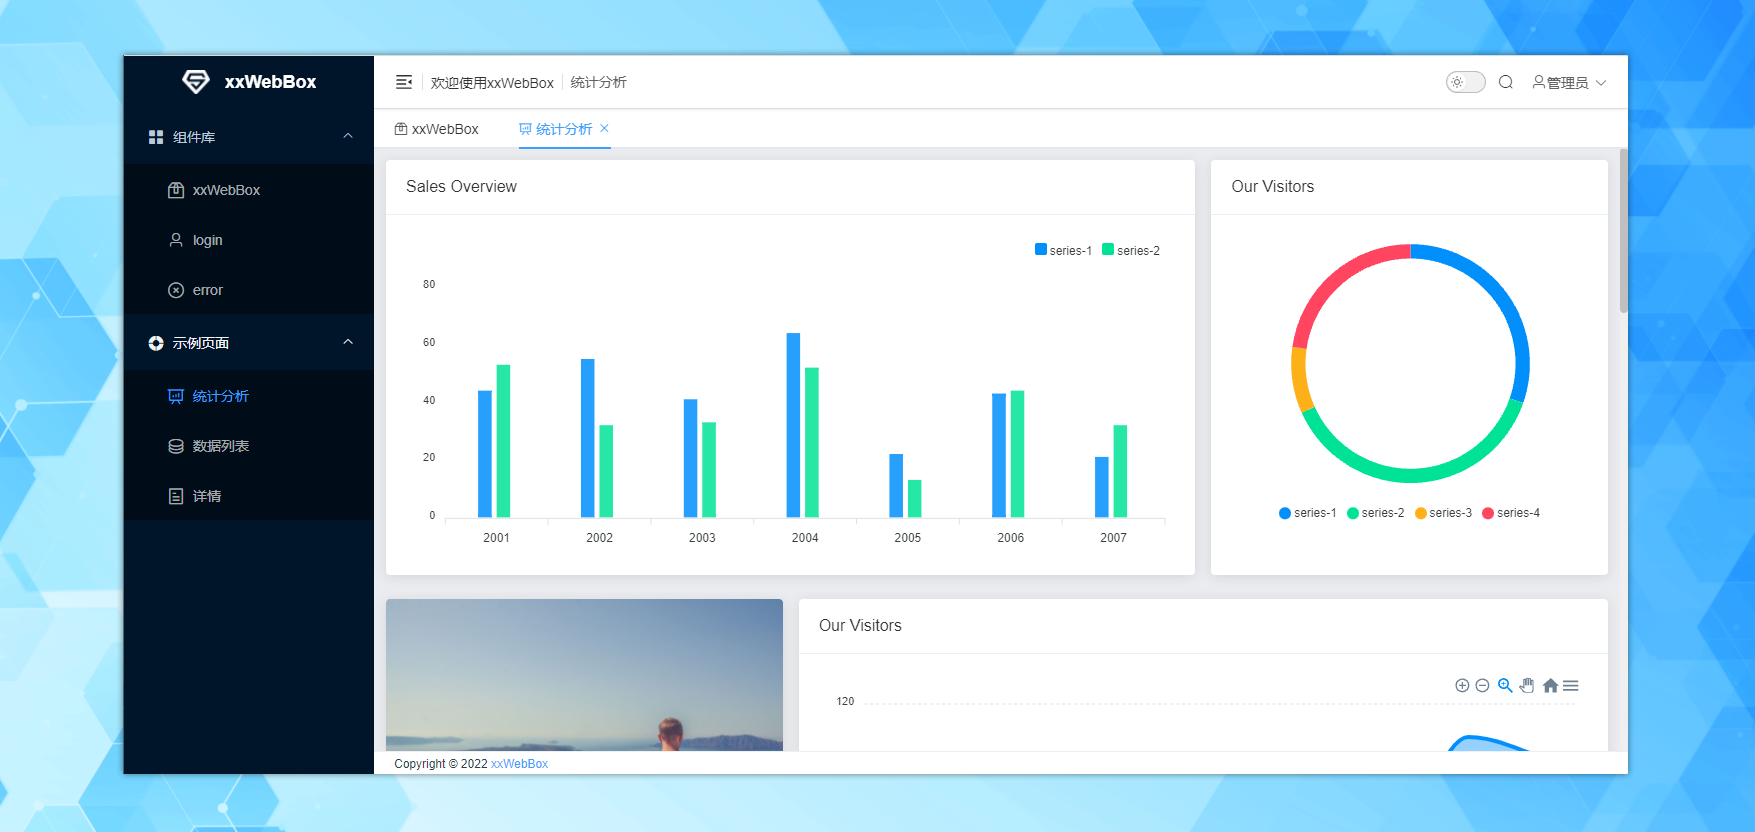 xxWebBox
组件库
xxWebBox
login
error
示例页面
统计分析
数据列表
详情
欢迎使用xxWebBox 统计分析
管理员
xxWebBox 统计分析
Sales Overview
series-1 series-2
80
60
40
20
0
2001 2002 2003 2004 2005 2006 2007
Our Visitors
series-1 series-2 series-3 series-4
Our Visitors
120
Copyright © 2022 xxWebBox